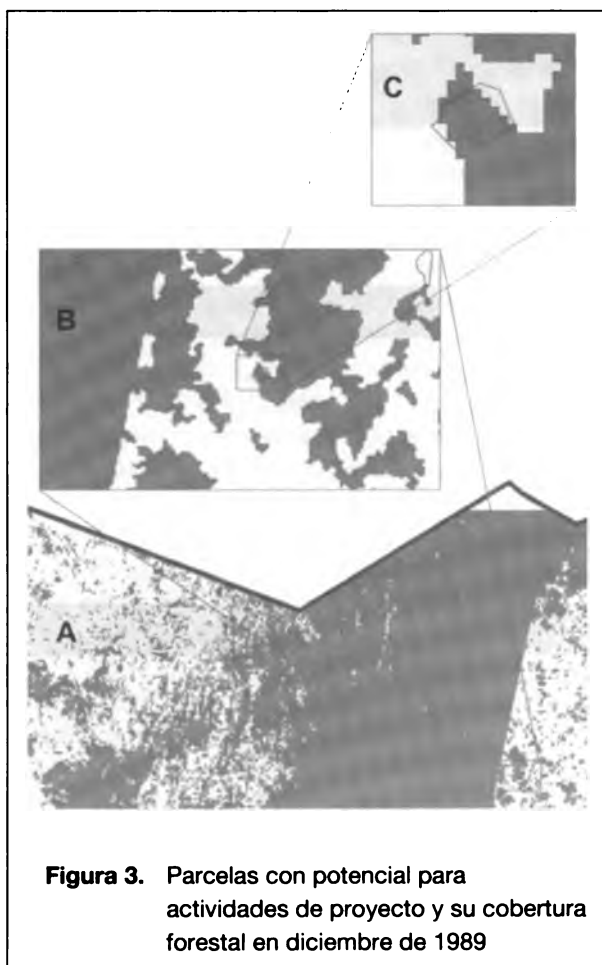 C
B
A
Figura 3. Parcelas con potencial para
actividades de proyecto y su cobertura
forestal en diciembre de 1989